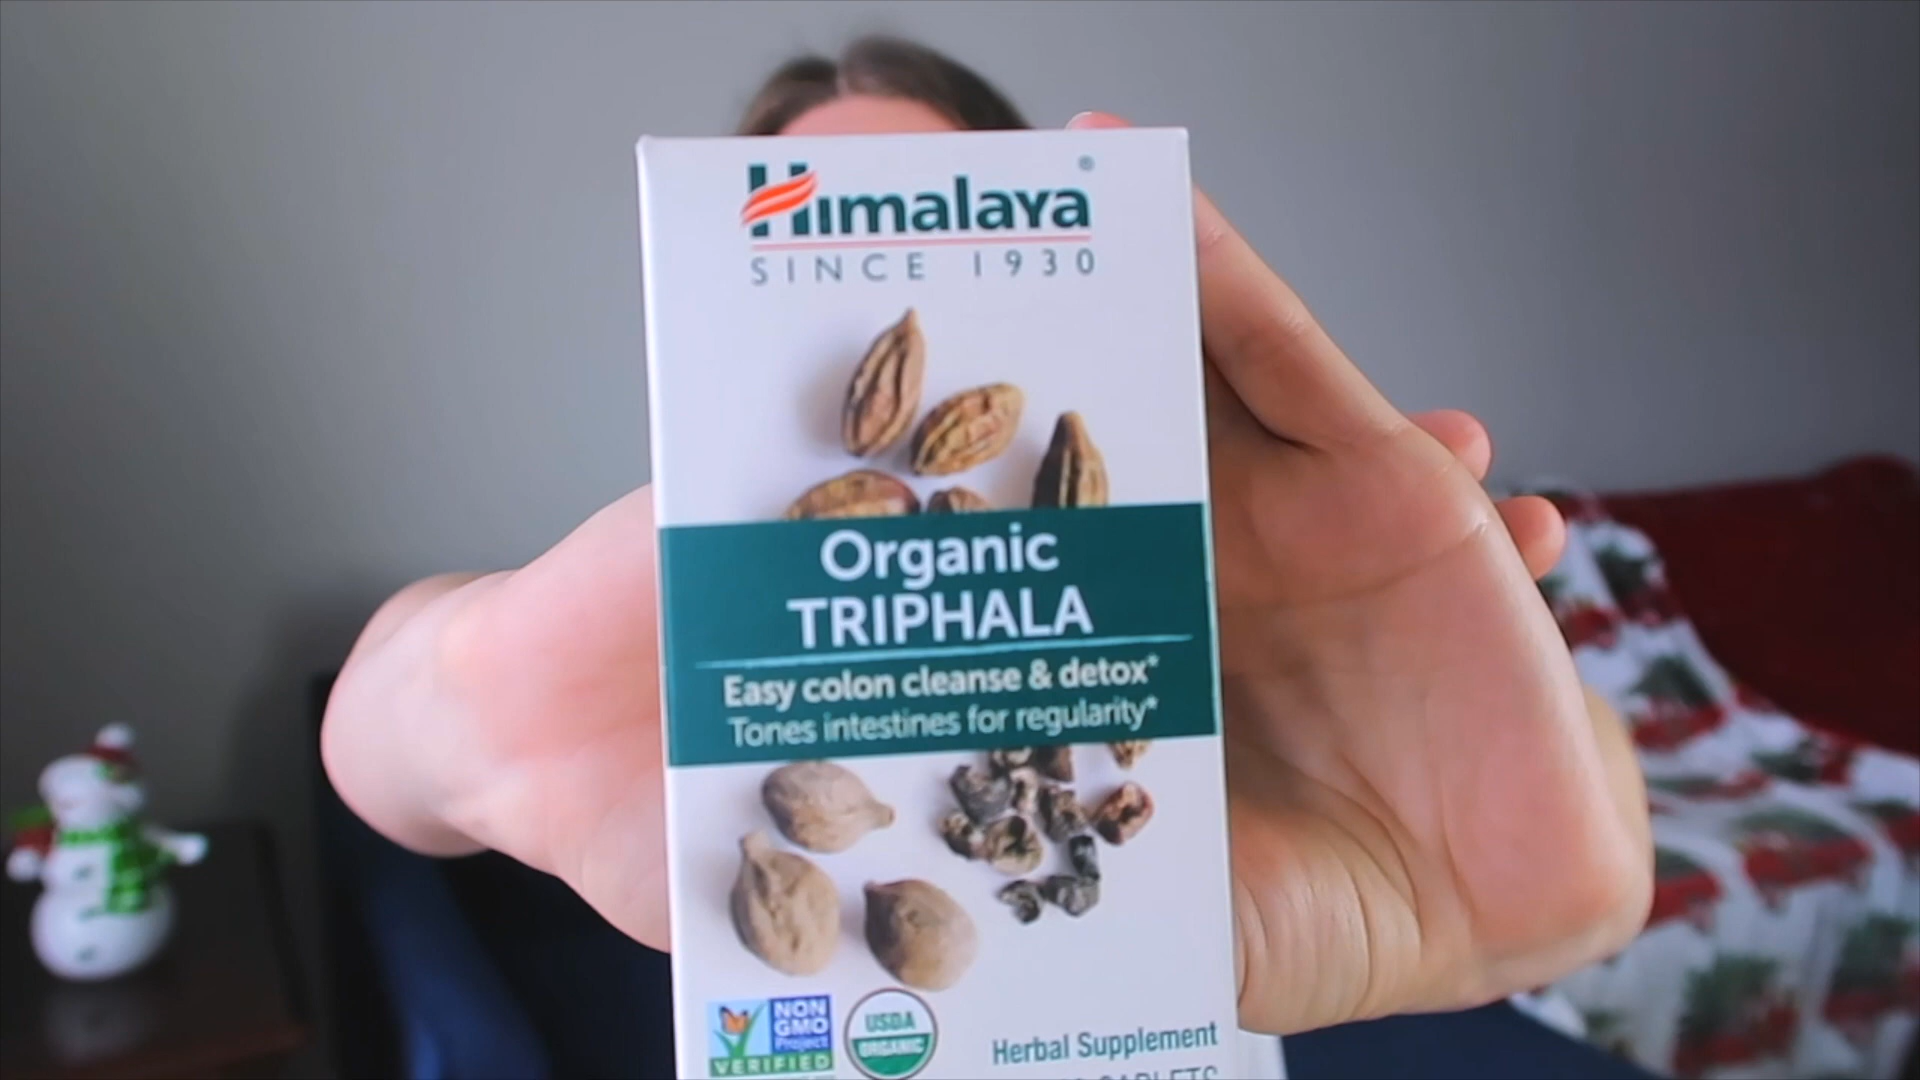 Himalaya®
SINCE 1930
Organic
TRIPHALA
Easy colon cleanse & detox*
Tones intestines for regularity*
NON
GMO
Project
VERIFIED
USDA
ORGANIC
Herbal Supplement
CAPLETS